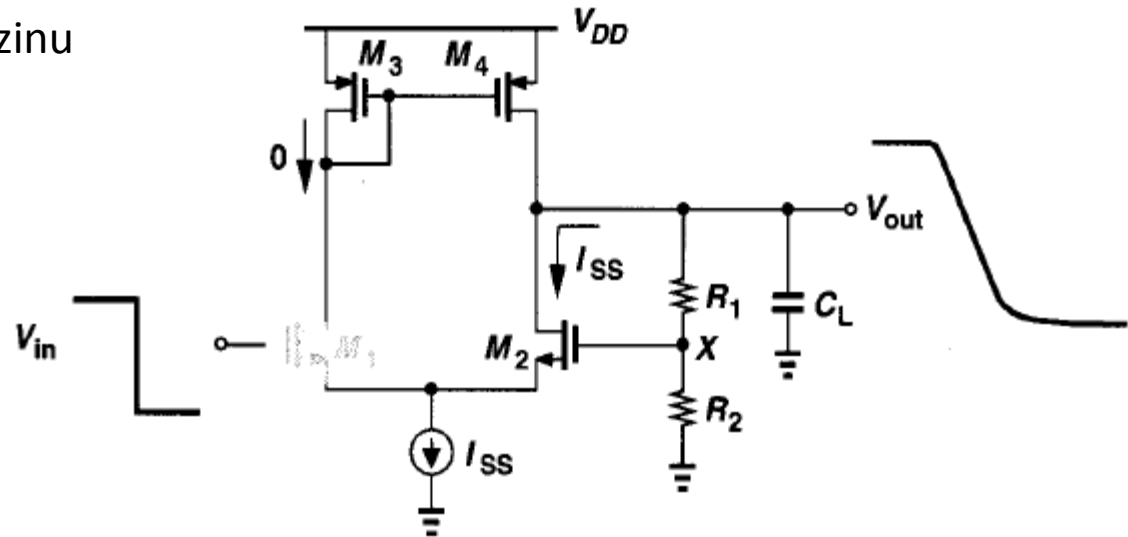 zinu
V_DD
M_3 M_4
0
V_out
I_SS
R_1 C_L
V_in
M_2 X
R_2
I_SS